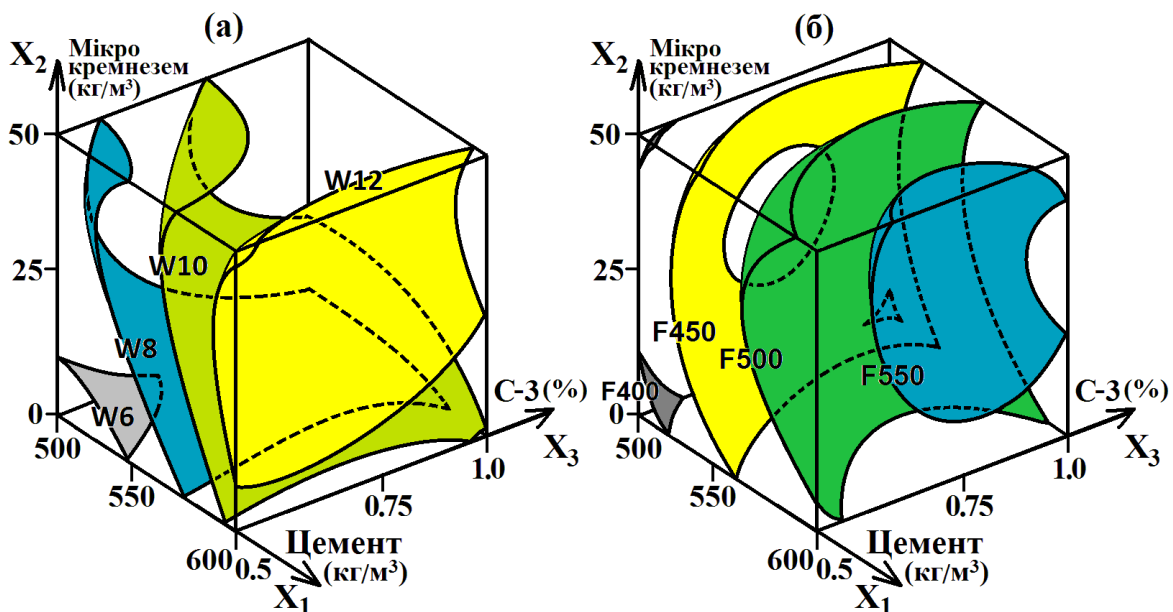 (а)
X₂
Мікро
кремнезем
(кг/м³)
50
25
0
500
550
600
0.5
0.75
1.0
W6
W8
W10
W12
C-3 (%)
X₃
Цемент
(кг/м³)
X₁
(б)
X₂
Мікро
кремнезем
(кг/м³)
50
25
0
500
550
600
0.5
0.75
1.0
F400
F450
F500
F550
C-3 (%)
X₃
Цемент
(кг/м³)
X₁